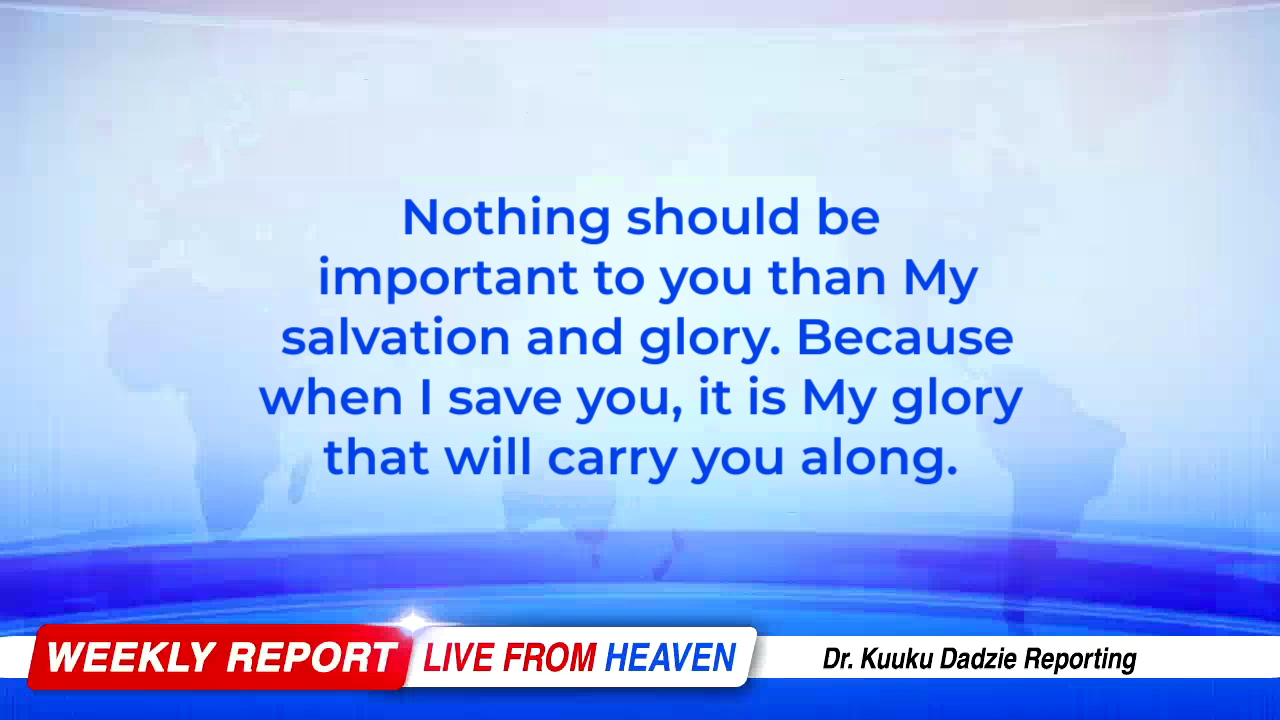 Nothing should be
important to you than My
salvation and glory. Because
when I save you, it is My glory
that will carry you along.
WEEKLY REPORT LIVE FROM HEAVEN Dr. Kuuku Dadzie Reporting